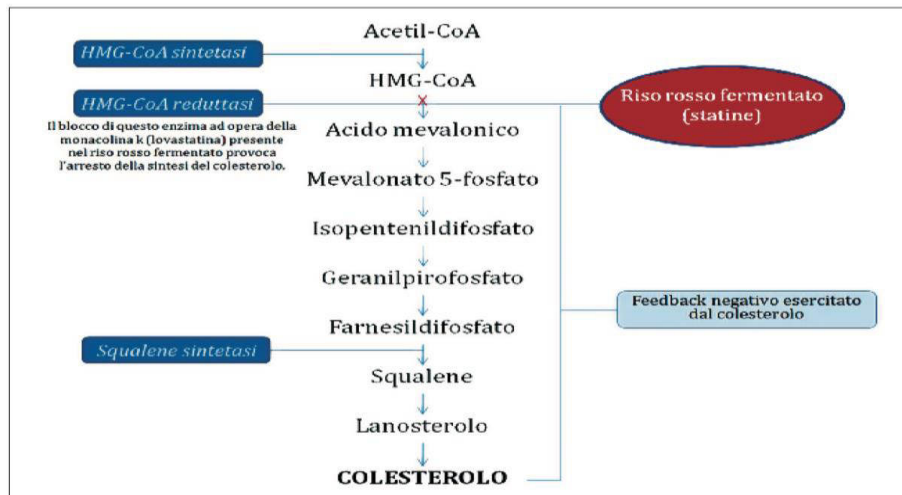 Acetil-CoA
HMG-CoA sintetasi
HMG-CoA
HMG-CoA reduttasi
Riso rosso fermentato
(statine)
Il blocco di questo enzima ad opera della
monacolina k (lovastatina) presente
nel riso rosso fermentato provoca
l'arresto della sintesi del colesterolo.
X
Acido mevalonico
Mevalonato 5-fosfato
Isopentenildifosfato
Geranilpirofosfato
Feedback negativo esercitato
dal colesterolo
Farnesildifosfato
Squalene sintetasi
Squalene
Lanosterolo
COLESTEROLO